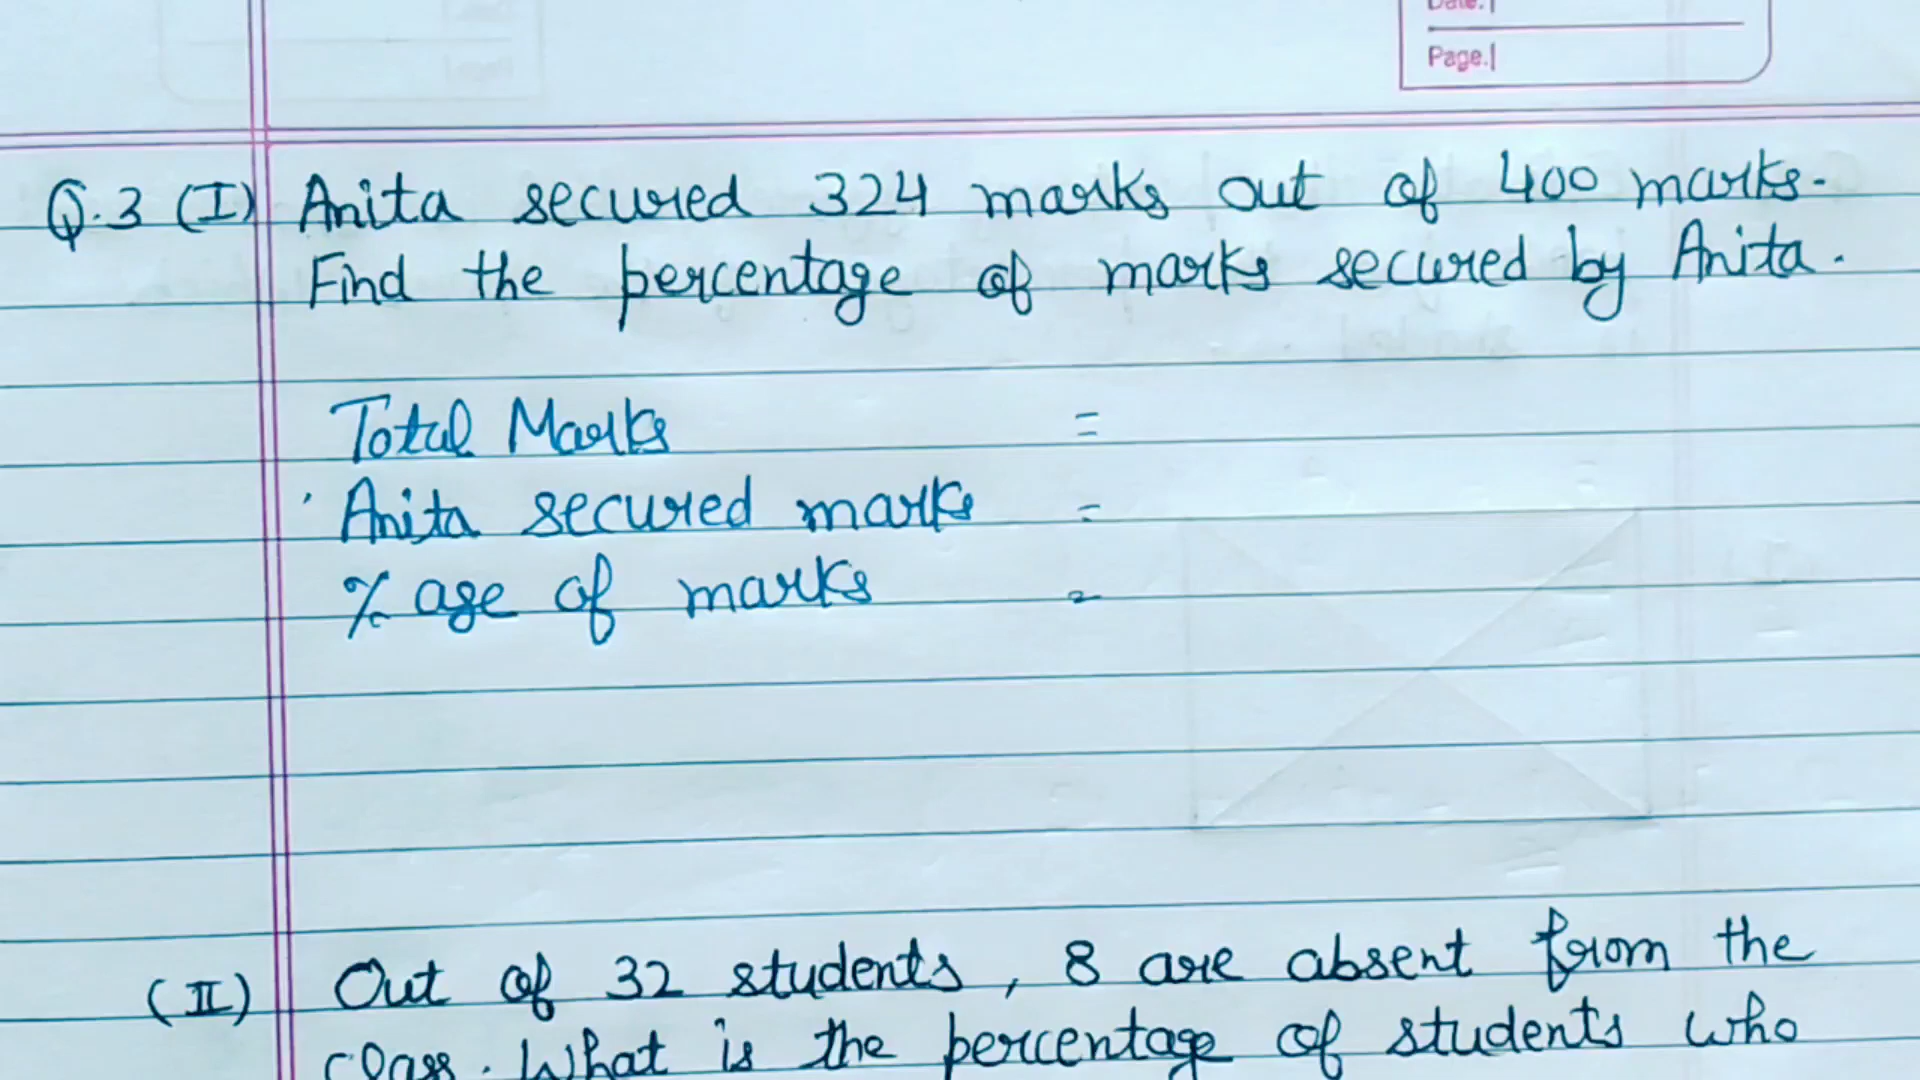 Date.
Page.
Q.3 (I) Anita secured 324 marks out of 400 marks.
Find the percentage of marks secured by Anita.
Total Marks =
Anita secured marks =
% age of marks =
(II) Out of 32 students, 8 are absent from the
class. What is the percentage of students who